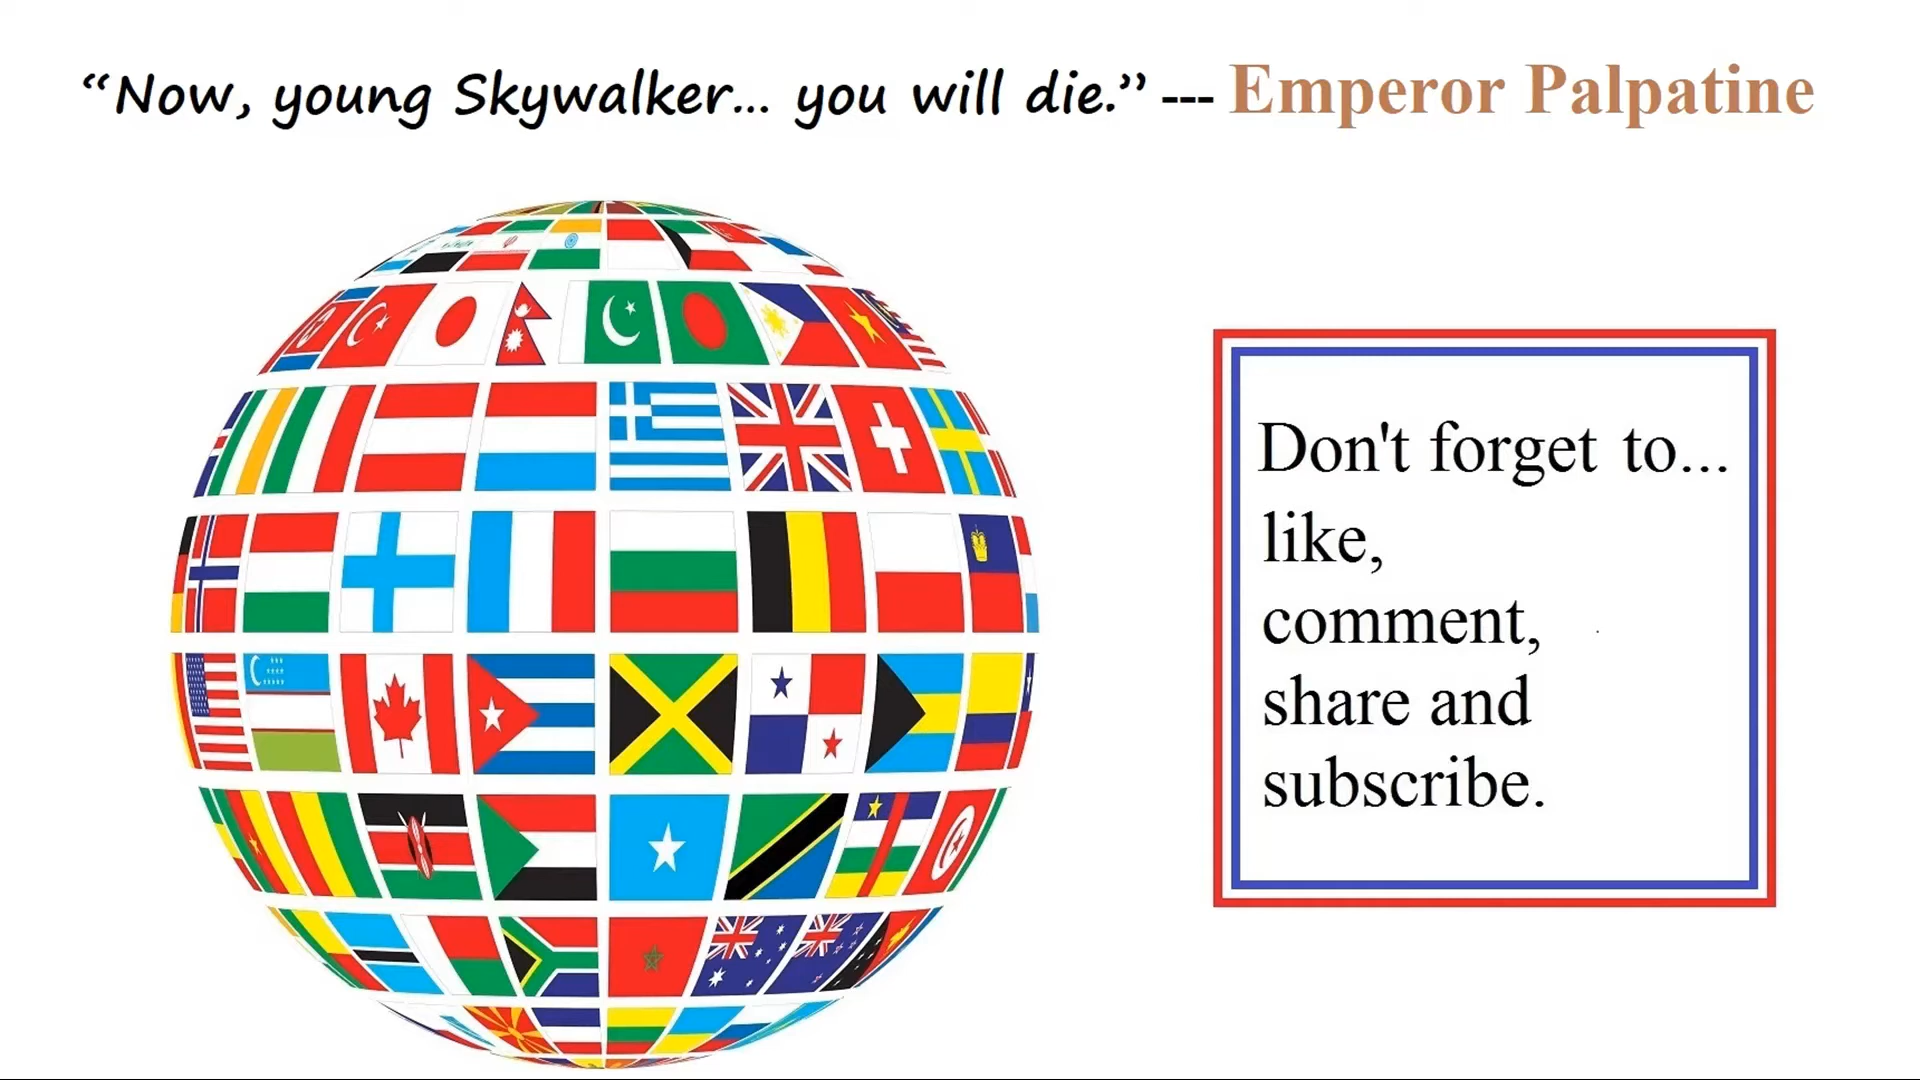 “Now, young Skywalker... you will die.” --- Emperor Palpatine
Don't forget to...
like,
comment,
share and
subscribe.